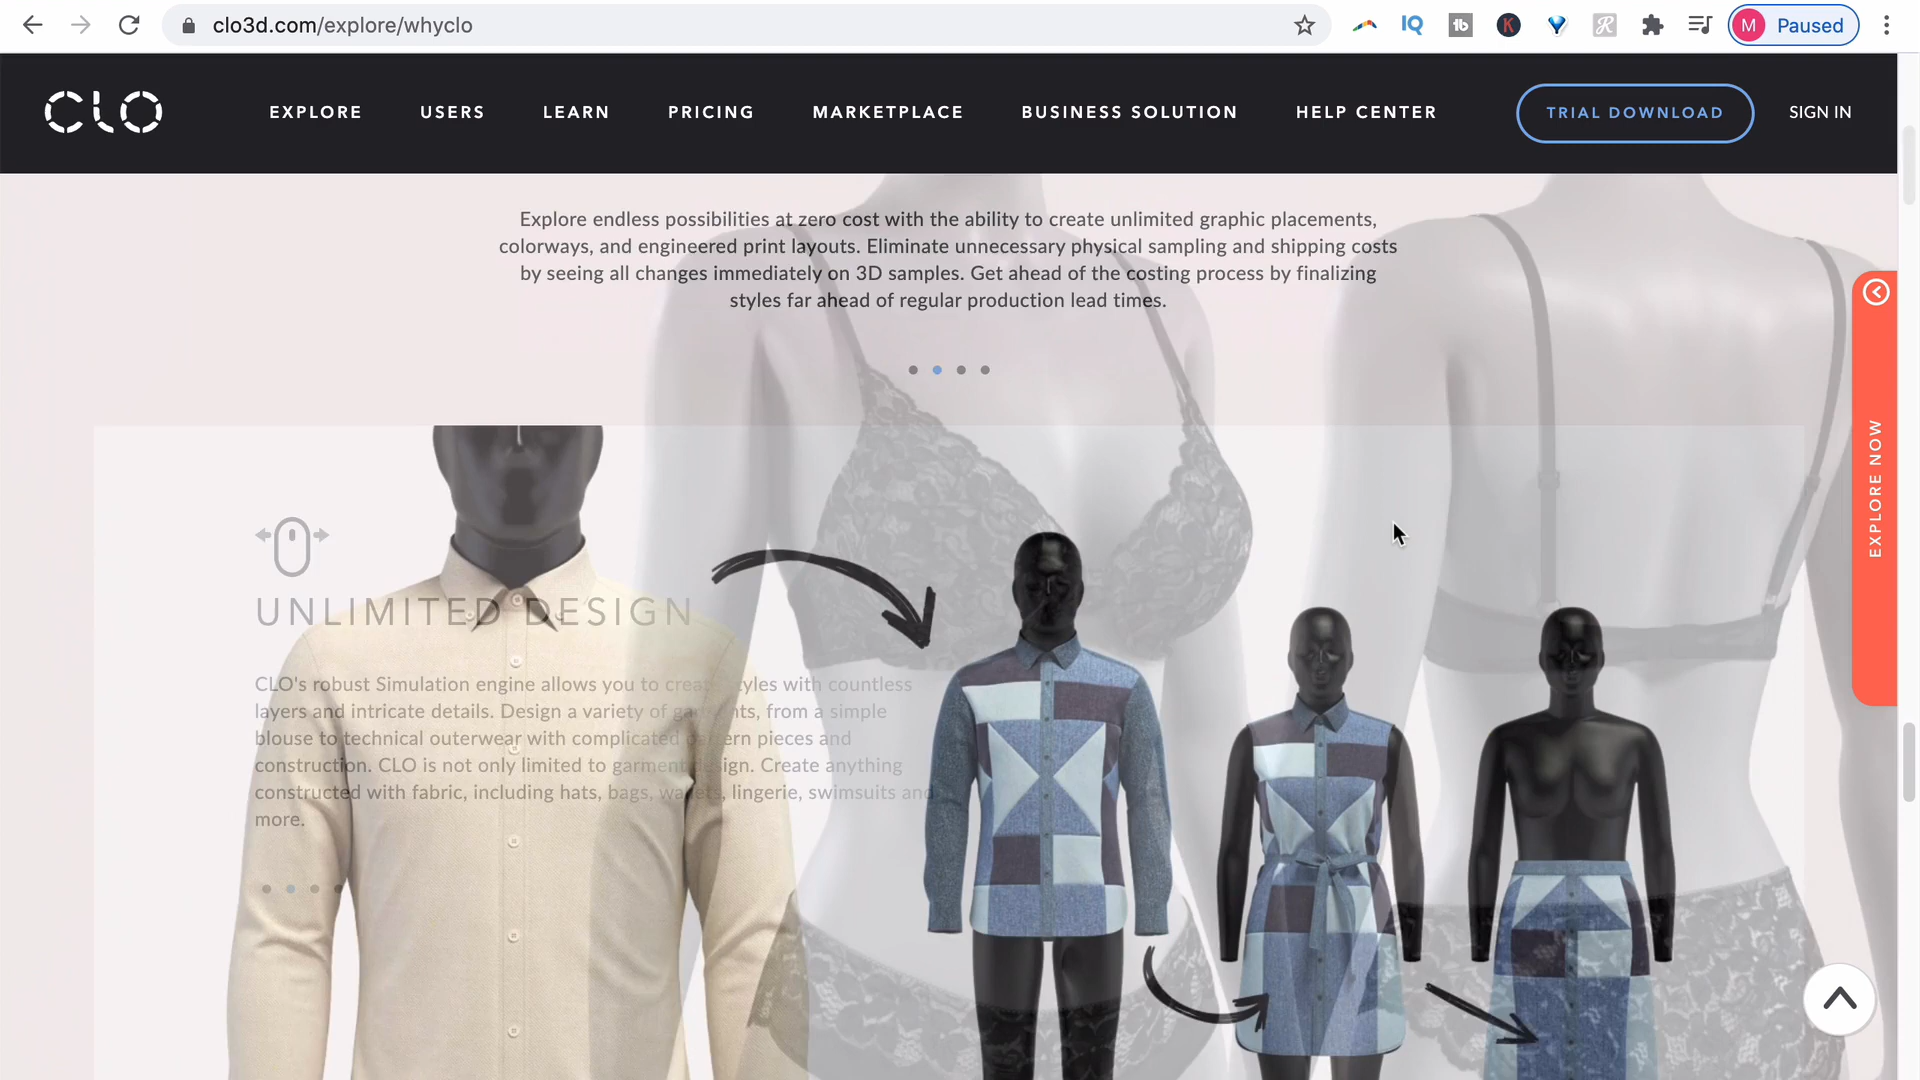 clo3d.com/explore/whyclo
IQ
tb
K
R
M
Paused
CLO
EXPLORE
USERS
LEARN
PRICING
MARKETPLACE
BUSINESS SOLUTION
HELP CENTER
TRIAL DOWNLOAD
SIGN IN
Explore endless possibilities at zero cost with the ability to create unlimited graphic placements,
colorways, and engineered print layouts. Eliminate unnecessary physical sampling and shipping costs
by seeing all changes immediately on 3D samples. Get ahead of the costing process by finalizing
styles far ahead of regular production lead times.
EXPLORE NOW
UNLIMITED DESIGN
CLO's robust Simulation engine allows you to create styles with countless
layers and intricate details. Design a variety of garments, from a simple
blouse to technical outerwear with complicated pattern pieces and
construction. CLO is not only limited to garment design. Create anything
constructed with fabric, including hats, bags, wallets, lingerie, swimsuits and
more.